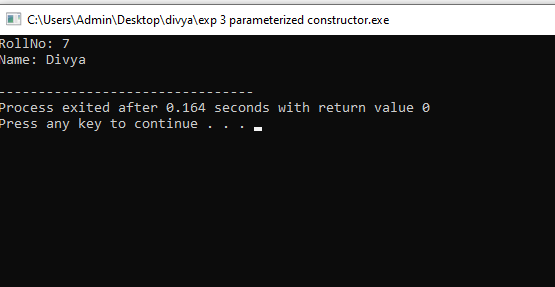 C:\Users\Admin\Desktop\divya\exp 3 parameterized constructor.exe
RollNo: 7
Name: Divya
--------------------------------
Process exited after 0.164 seconds with return value 0
Press any key to continue . . .